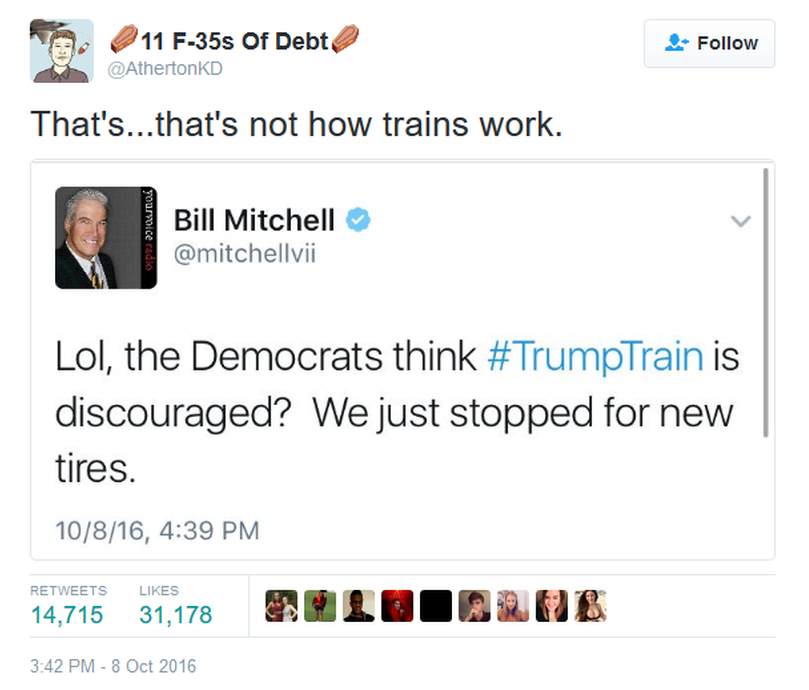 ⚰️11 F-35s Of Debt⚰️
@AthertonKD
Follow
That's...that's not how trains work.
yourvoice radio
Bill Mitchell
@mitchellvii
Lol, the Democrats think #TrumpTrain is
discouraged?  We just stopped for new
tires.
10/8/16, 4:39 PM
RETWEETS LIKES
14,715 31,178
3:42 PM - 8 Oct 2016